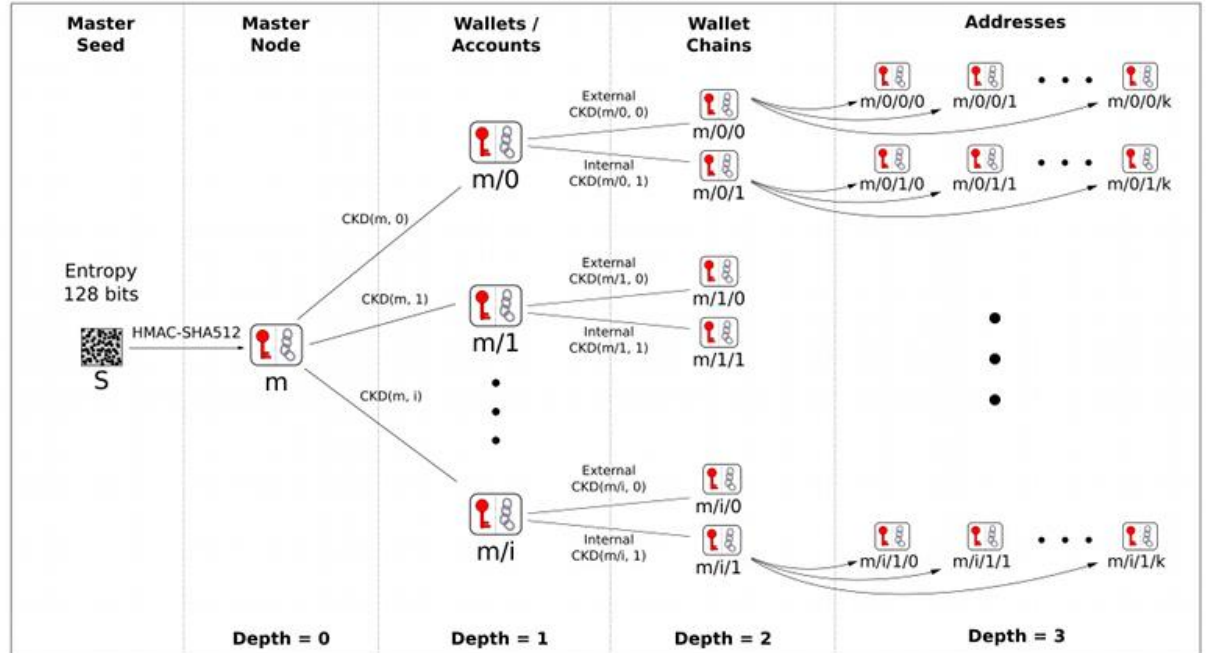 Master
Seed
Master
Node
Wallets /
Accounts
Wallet
Chains
Addresses
Entropy
128 bits
S
HMAC-SHA512
m
CKD(m, 0)
CKD(m, 1)
CKD(m, i)
m/0
m/1
m/i
External
CKD(m/0, 0)
Internal
CKD(m/0, 1)
External
CKD(m/1, 0)
Internal
CKD(m/1, 1)
External
CKD(m/i, 0)
Internal
CKD(m/i, 1)
m/0/0
m/0/1
m/1/0
m/1/1
m/i/0
m/i/1
m/0/0/0 m/0/0/1 m/0/0/k
m/0/1/0 m/0/1/1 m/0/1/k
m/i/1/0 m/i/1/1 m/i/1/k
Depth = 0 Depth = 1 Depth = 2 Depth = 3